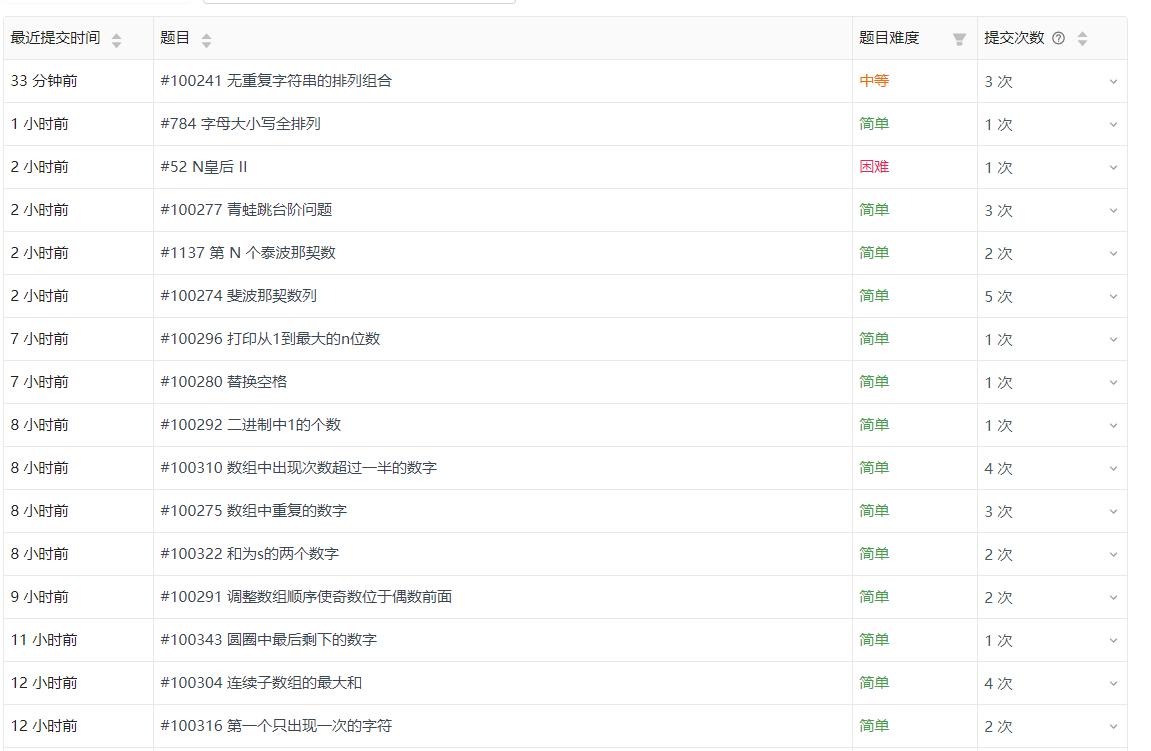 最近提交时间 题目 题目难度 提交次数
33 分钟前 #100241 无重复字符串的排列组合 中等 3 次
1 小时前 #784 字母大小写全排列 简单 1 次
2 小时前 #52 N皇后 II 困难 1 次
2 小时前 #100277 青蛙跳台阶问题 简单 3 次
2 小时前 #1137 第 N 个泰波那契数 简单 2 次
2 小时前 #100274 斐波那契数列 简单 5 次
7 小时前 #100296 打印从1到最大的n位数 简单 1 次
7 小时前 #100280 替换空格 简单 1 次
8 小时前 #100292 二进制中1的个数 简单 1 次
8 小时前 #100310 数组中出现次数超过一半的数字 简单 4 次
8 小时前 #100275 数组中重复的数字 简单 3 次
8 小时前 #100322 和为s的两个数字 简单 2 次
9 小时前 #100291 调整数组顺序使奇数位于偶数前面 简单 2 次
11 小时前 #100343 圆圈中最后剩下的数字 简单 1 次
12 小时前 #100304 连续子数组的最大和 简单 4 次
12 小时前 #100316 第一个只出现一次的字符 简单 2 次